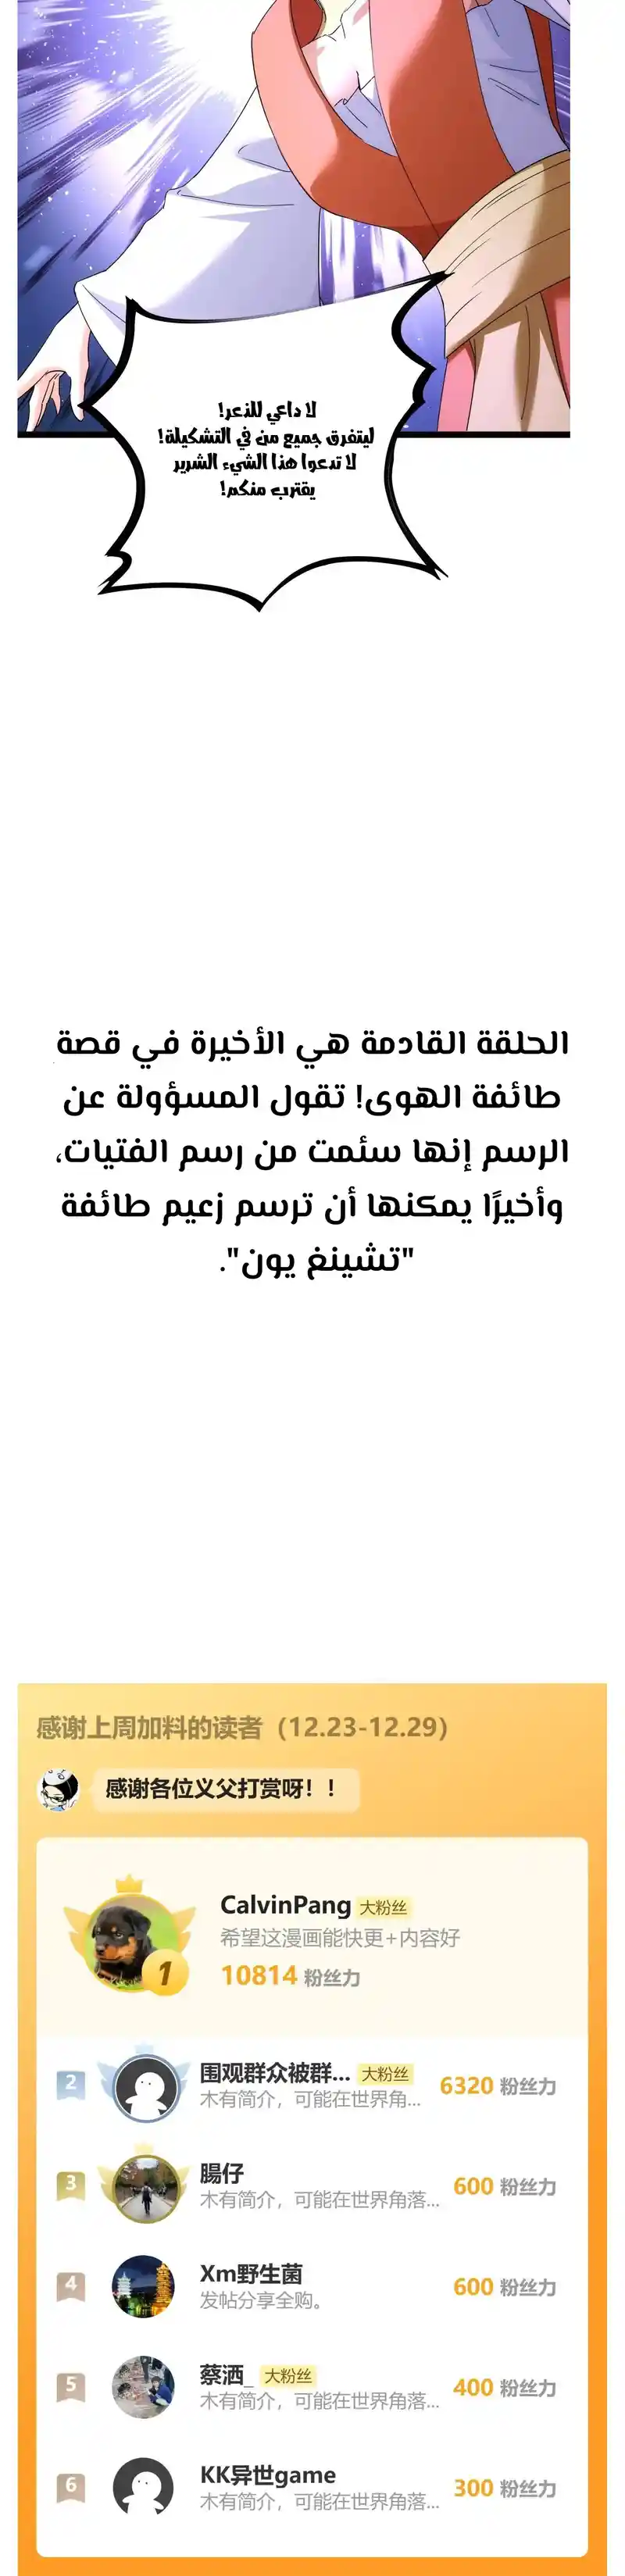 لا داعي للذعر!
ليتفرق جميع من في التشكيلة!
لا تدعوا هذا الشيء الشرير
يقترب منكم!
الحلقة القادمة هي الأخيرة في قصة
طائفة الهوى! تقول المسؤولة عن
الرسم إنها سئمت من رسم الفتيات،
وأخيرًا يمكنها أن ترسم زعيم طائفة
"تشينغ يون".
感谢上周加料的读者（12.23-12.29）
感谢各位义父打赏呀！！
CalvinPang 大粉丝
希望这漫画能快更+内容好
10814 粉丝力
1
2 围观群众被群... 大粉丝
木有简介，可能在世界角...
6320 粉丝力
3 腸仔
木有简介，可能在世界角落...
600 粉丝力
4 Xm野生菌
发帖分享全购。
600 粉丝力
5 蔡洒_ 大粉丝
木有简介，可能在世界角落...
400 粉丝力
6 KK异世game
木有简介，可能在世界角落...
300 粉丝力